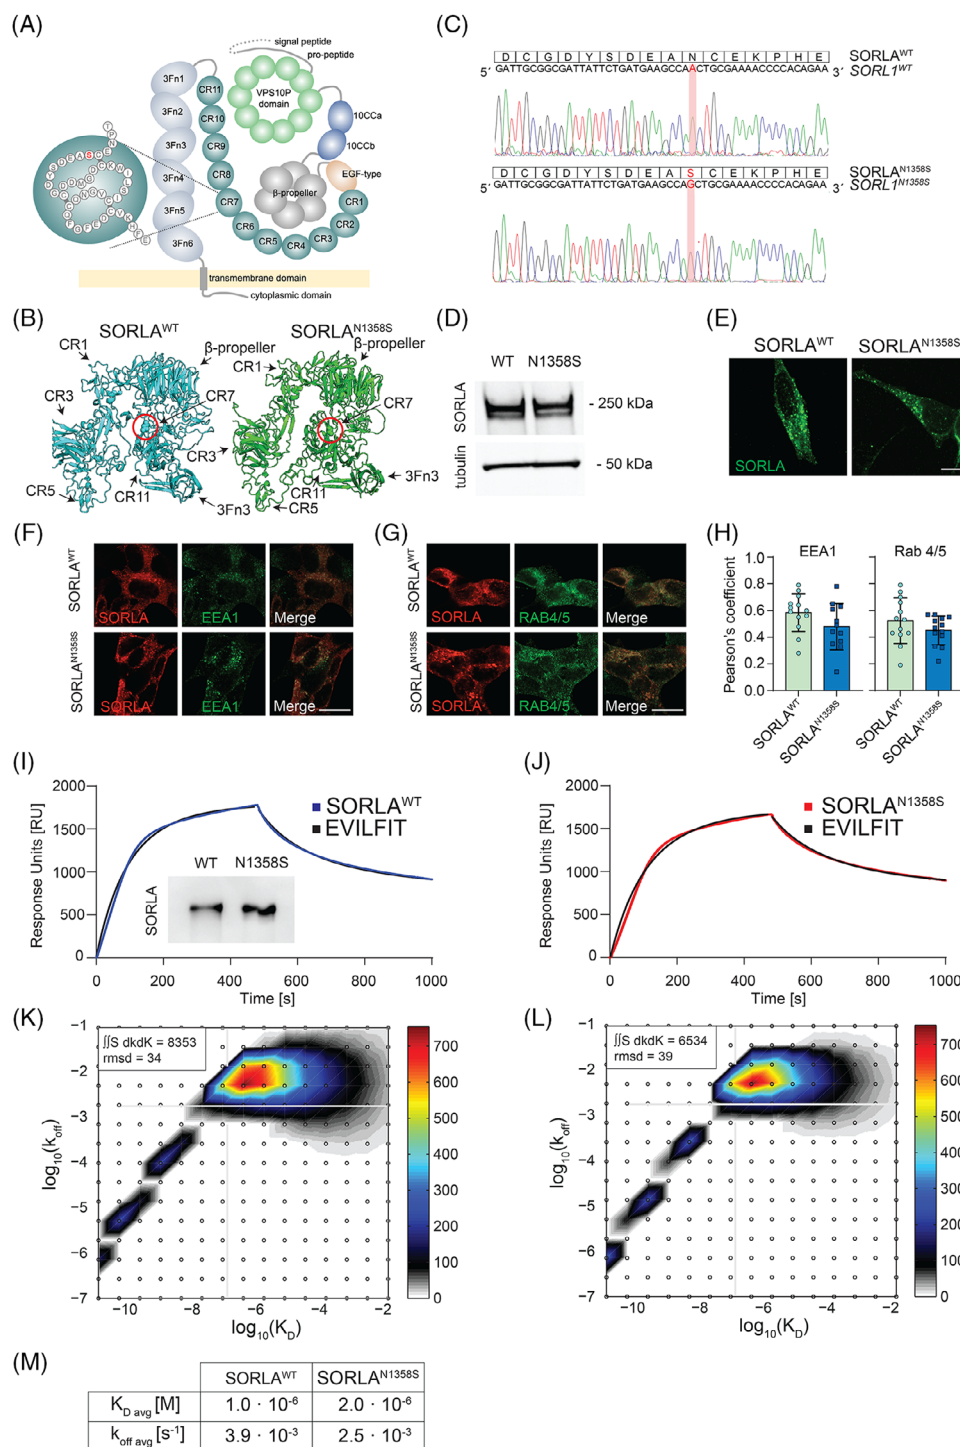 (A)
signal peptide
pro-peptide
3Fn1
3Fn2
3Fn3
3Fn4
3Fn5
3Fn6
CR11
CR10
CR9
CR8
CR7
CR6
CR5
CR4
CR3
CR2
CR1
VPS10P
domain
10CCa
10CCb
EGF-type
β-propeller
transmembrane domain
cytoplasmic domain
(B)
SORLA^WT
SORLA^N1358S
CR1
CR3
CR5
CR11
β-propeller
CR7
3Fn3
CR1
β-propeller
CR7
CR3
CR11
CR5
3Fn3
(C)
D C G D Y S D E A N C E K P H E
SORLA^WT
5′ GATTGCGGCGATTATTCTGATGAAGCCAACTGCGAAAACCCCACAGAA 3′
SORL1^WT
D C G D Y S D E A S C E K P H E
SORLA^N1358S
5′ GATTGCGGCGATTATTCTGATGAAGCCAGCTGCGAAAACCCCACAGAA 3′
SORL1^N1358S
(D)
WT N1358S
SORLA
- 250 kDa
tubulin
- 50 kDa
(E)
SORLA^WT
SORLA^N1358S
SORLA
(F)
SORLA^WT
SORLA EEA1 Merge
SORLA^N1358S
SORLA EEA1 Merge
(G)
SORLA^WT
SORLA RAB4/5 Merge
SORLA^N1358S
SORLA RAB4/5 Merge
(H)
EEA1 Rab 4/5
Pearson's coefficient
1.0
0.8
0.6
0.4
0.2
0.0
SORLA^WT
SORLA^N1358S
SORLA^WT
SORLA^N1358S
(I)
Response Units [RU]
2000
1500
1000
500
0
SORLA^WT
EVILFIT
WT N1358S
SORLA
0 200 400 600 800 1000
Time [s]
(J)
Response Units [RU]
2000
1500
1000
500
0
SORLA^N1358S
EVILFIT
0 200 400 600 800 1000
Time [s]
(K)
∫∫S dkdK = 8353
rmsd = 34
log10(koff)
-1
-2
-3
-4
-5
-6
-7
-10 -8 -6 -4 -2
log10(KD)
700
600
500
400
300
200
100
0
(L)
∫∫S dkdK = 6534
rmsd = 39
log10(koff)
-1
-2
-3
-4
-5
-6
-7
-10 -8 -6 -4 -2
log10(KD)
700
600
500
400
300
200
100
0
(M)
SORLA^WT SORLA^N1358S
KD avg [M] 1.0 · 10^-6 2.0 · 10^-6
koff avg [s^-1] 3.9 · 10^-3 2.5 · 10^-3